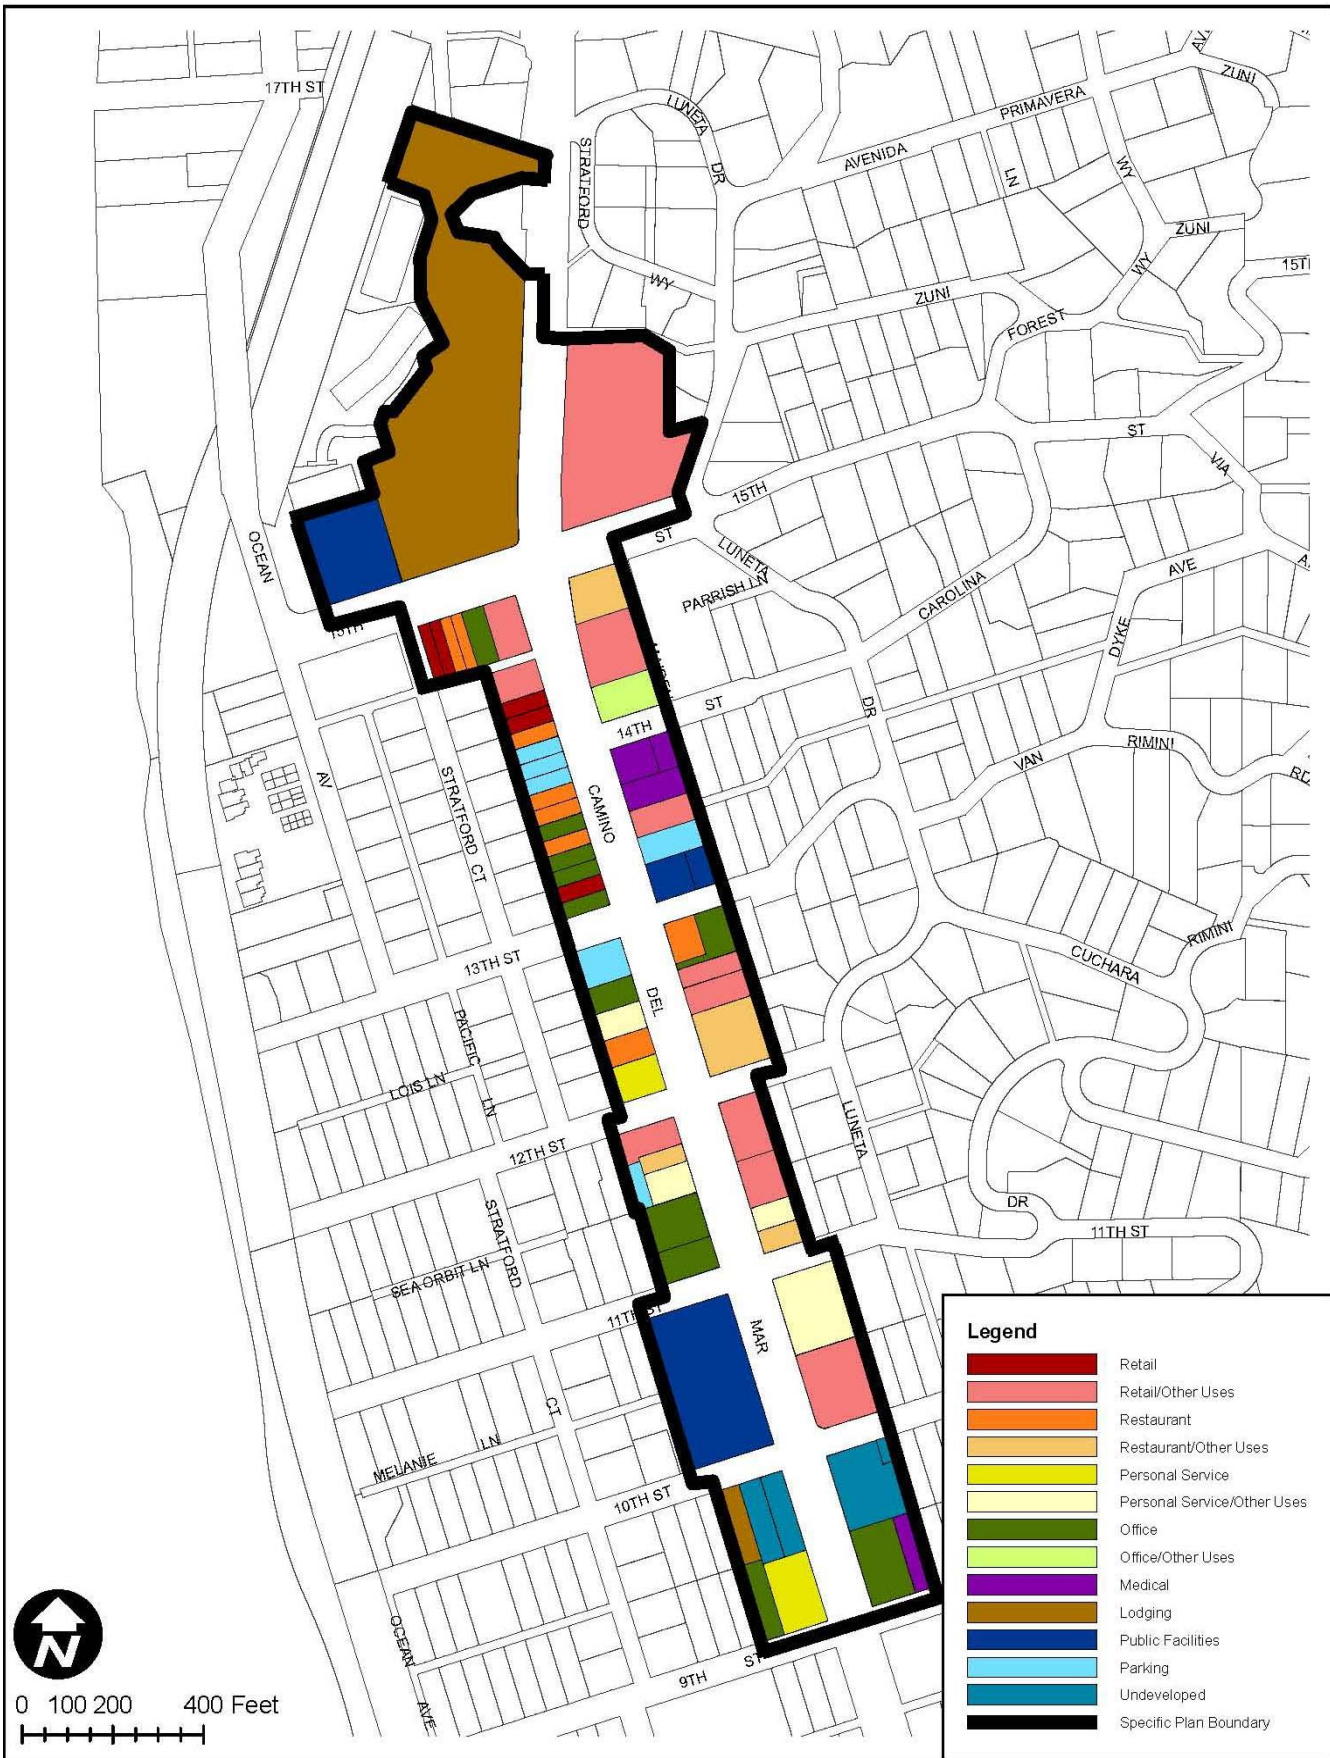 17TH ST
LUNETA
DR
STRATFORD
WY
AVENIDA
PRIMAVERA
LN
WY
ZUNI
ZUNI
WY
ZUNI
FOREST
ST
VIA
15TH
ST
OCEAN
LUNETA
PARRISH LN
CAROLINA
AVE
DYKE
14TH
ST
DR
VAN
RIMINI
RD
AV
STRATFORD CT
CAMINO
13TH ST
DEL
RIMINI
CUCHARA
PACIFIC
LN
LOIS LN
12TH ST
LUNETA
DR
11TH ST
STRATFORD
SEA ORBIT LN
11TH ST
MAR
CT
MELANIE
LN
10TH ST
OCEAN
AVE
9TH
ST
Legend
Retail
Retail/Other Uses
Restaurant
Restaurant/Other Uses
Personal Service
Personal Service/Other Uses
Office
Office/Other Uses
Medical
Lodging
Public Facilities
Parking
Undeveloped
Specific Plan Boundary
N
0 100 200 400 Feet